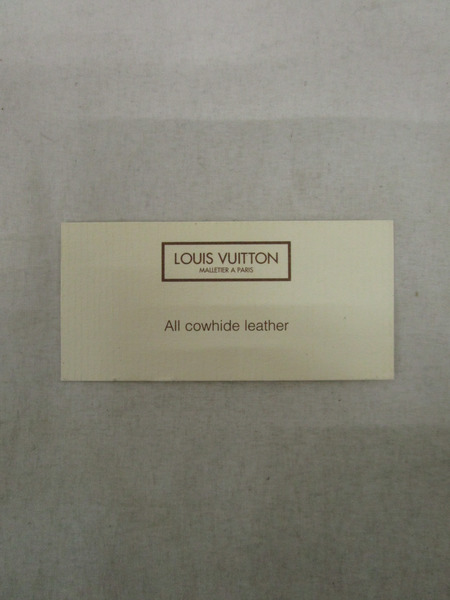 LOUIS VUITTON
MALLETIER A PARIS
All cowhide leather